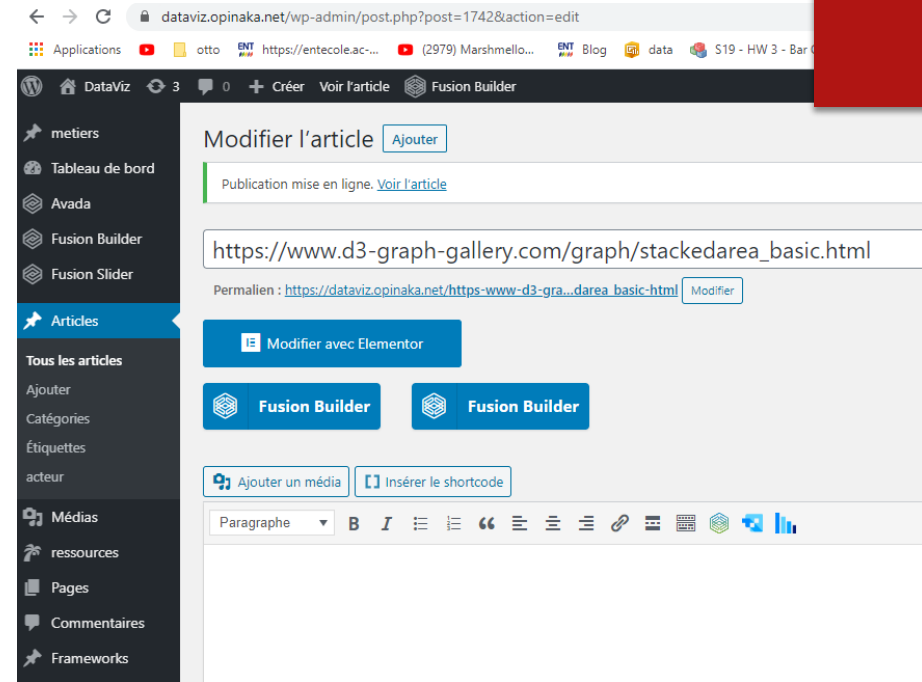 dataviz.opinaka.net/wp-admin/post.php?post=1742&action=edit
Applications otto ENT https://entecole.ac-... (2979) Marshmello... ENT Blog data S19 - HW 3 - Bar
DataViz 3 0 Créer Voir l'article Fusion Builder
metiers
Tableau de bord
Avada
Fusion Builder
Fusion Slider
Articles
Tous les articles
Ajouter
Catégories
Étiquettes
acteur
Médias
ressources
Pages
Commentaires
Frameworks
Modifier l'article Ajouter
Publication mise en ligne. Voir l'article
https://www.d3-graph-gallery.com/graph/stackedarea_basic.html
Permalien : https://dataviz.opinaka.net/https-www-d3-gra...darea_basic-html Modifier
Modifier avec Elementor
Fusion Builder Fusion Builder
Ajouter un média Insérer le shortcode
Paragraphe B I